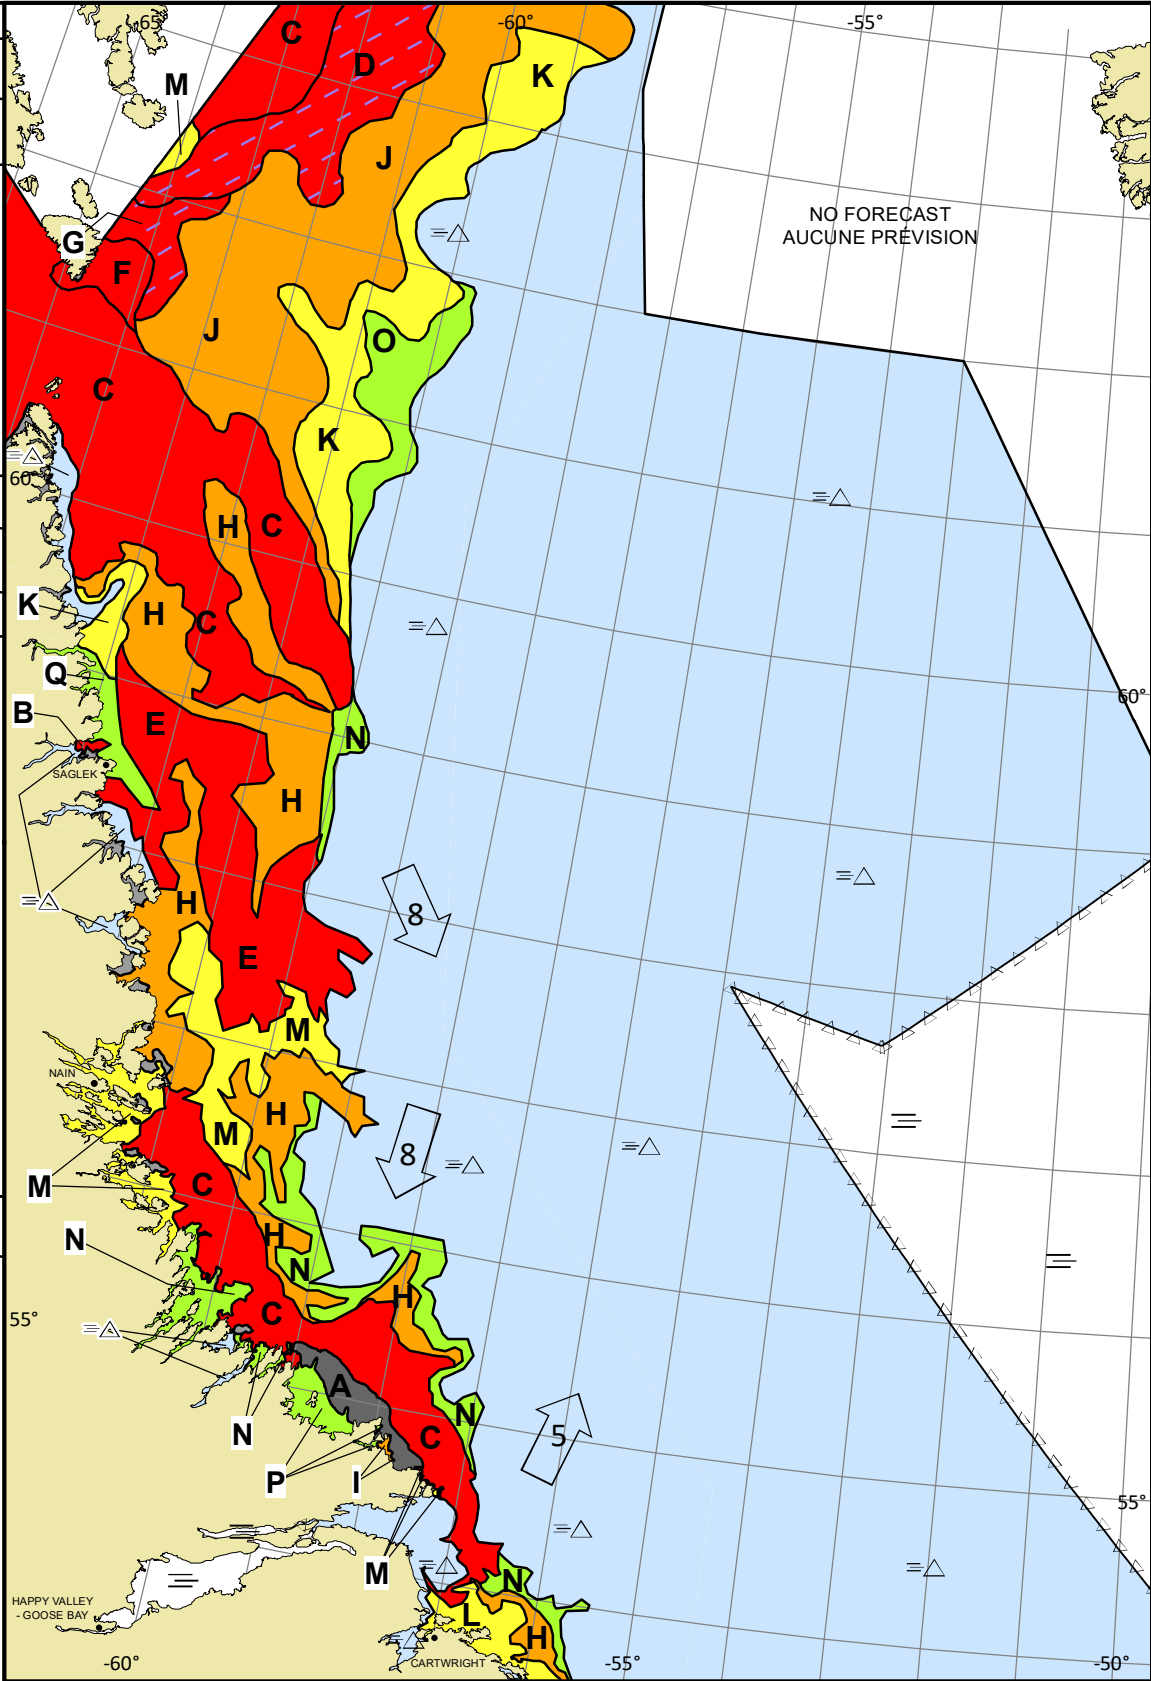 -65°
-60°
-55°
C
D
K
M
J
NO FORECAST
AUCUNE PRÉVISION
G
F
J
O
C
K
60°
H
C
K
H
C
Q
60°
B
E
N
SAGLEK
H
H
8
E
M
NAIN
H
M
8
M
C
N
H
N
H
C
55°
A
N
C
N
5
P
I
55°
M
N
HAPPY VALLEY
- GOOSE BAY
L
H
CARTWRIGHT
-60°
-55°
-50°